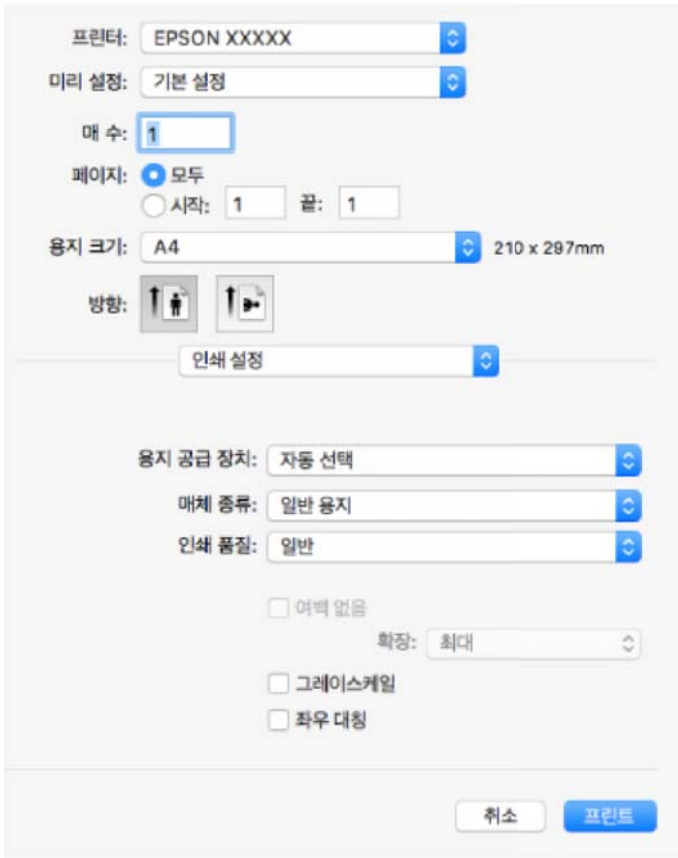 프린터: EPSON XXXXX
미리 설정: 기본 설정
매 수: 1
페이지: 모두
시작: 1 끝: 1
용지 크기: A4 210 x 297mm
방향:
인쇄 설정
용지 공급 장치: 자동 선택
매체 종류: 일반 용지
인쇄 품질: 일반
여백 없음
확장: 최대
그레이스케일
좌우 대칭
취소 프린트